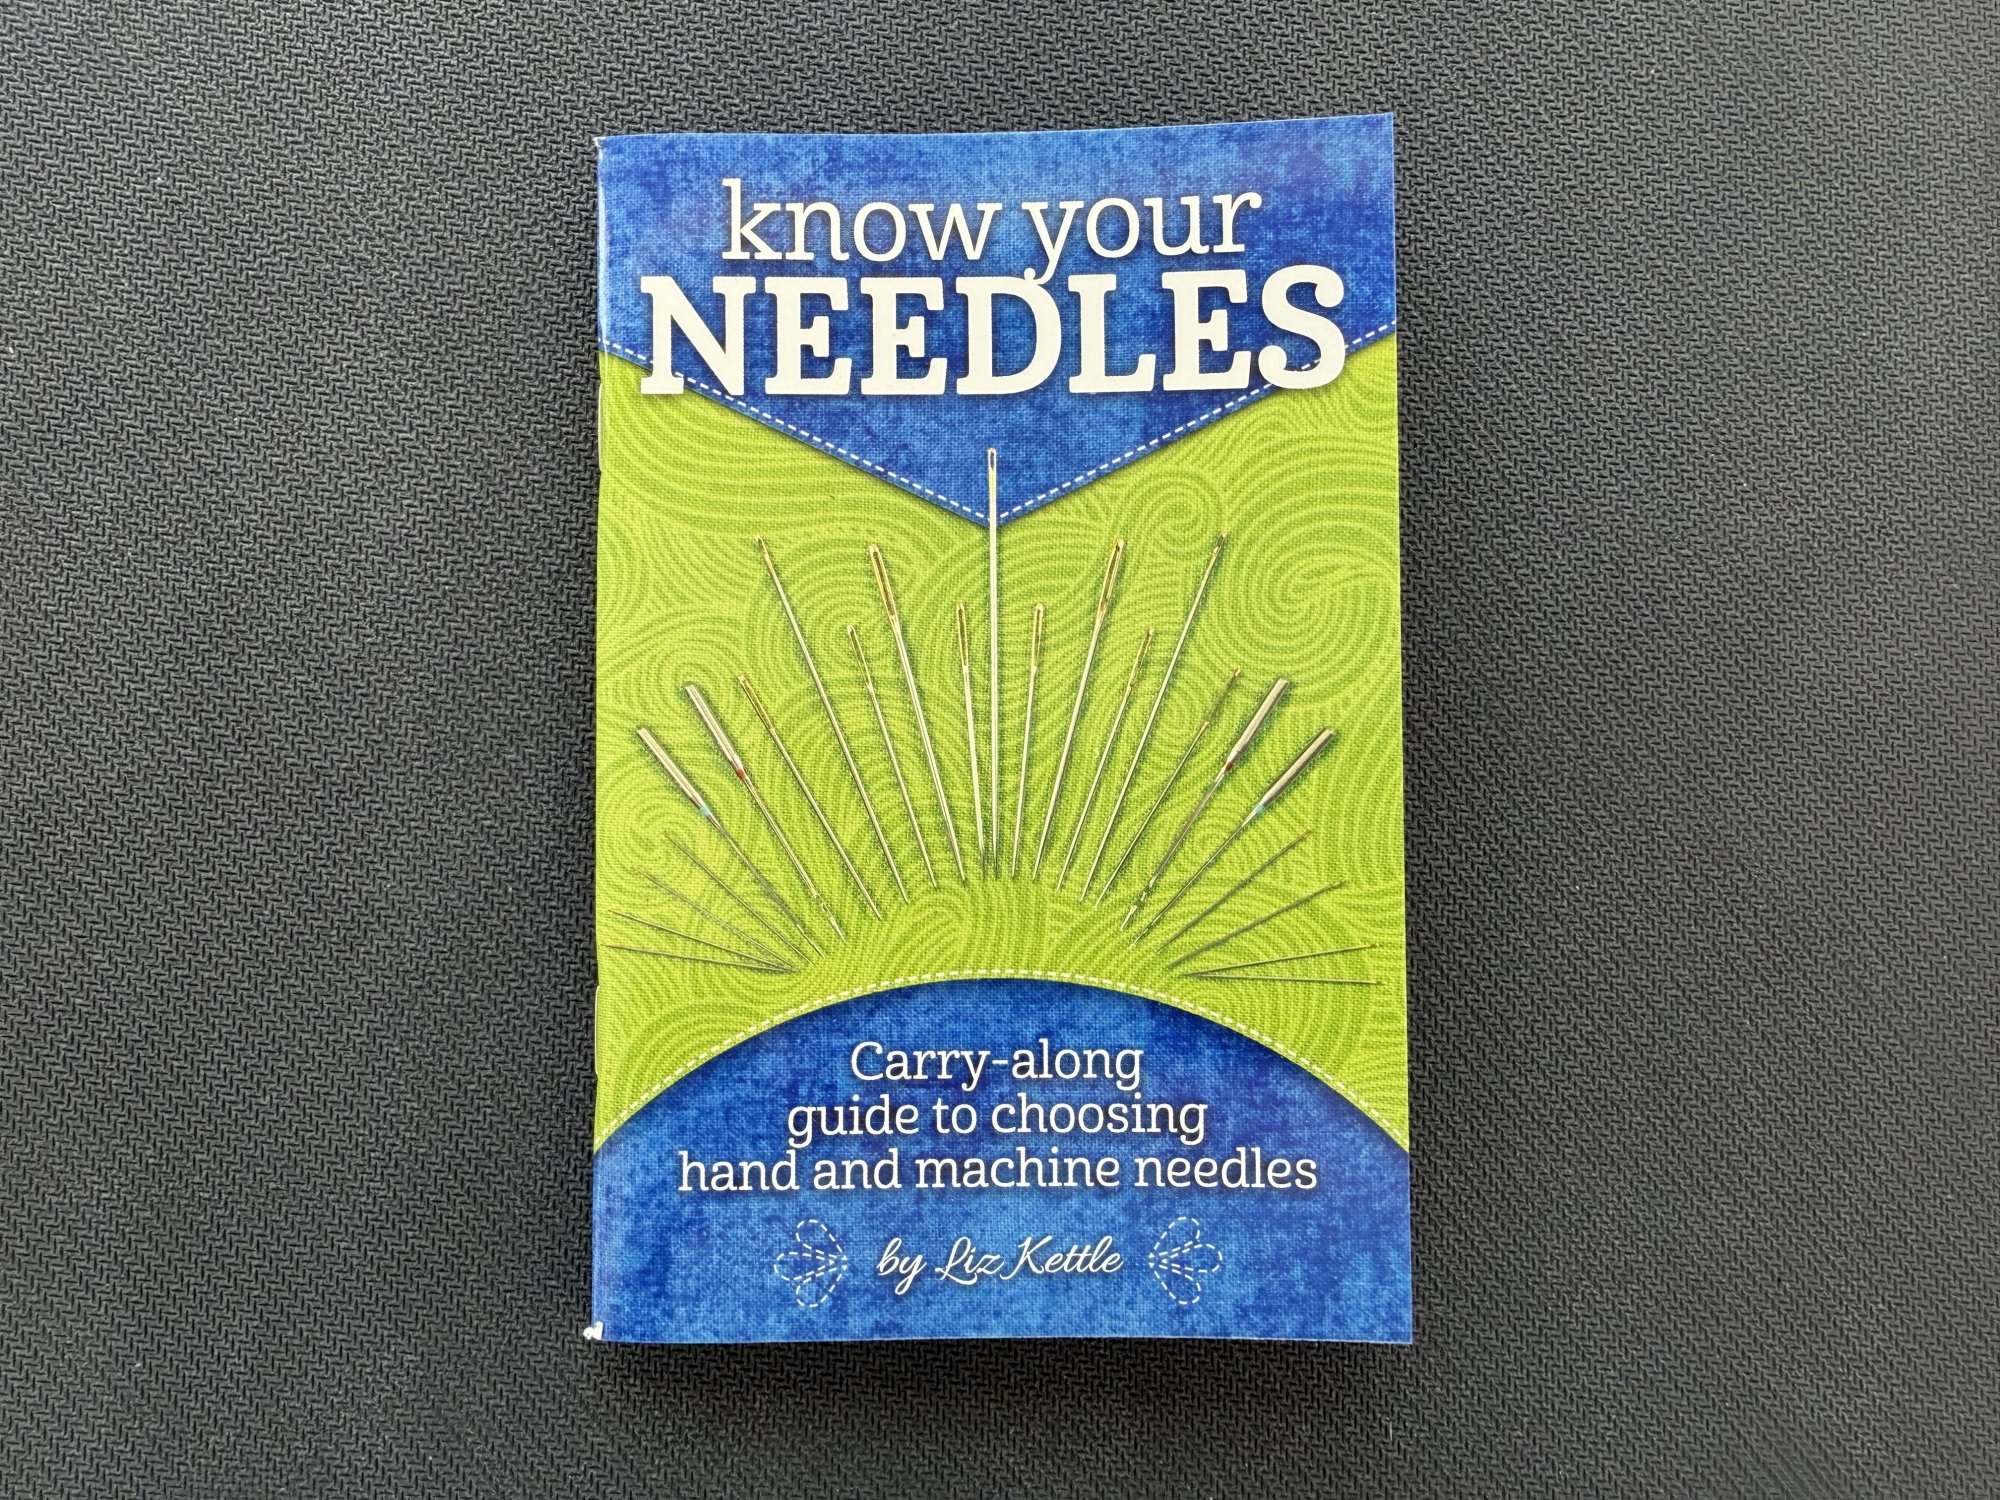 know your
NEEDLES
Carry-along
guide to choosing
hand and machine needles
by Liz Kettle